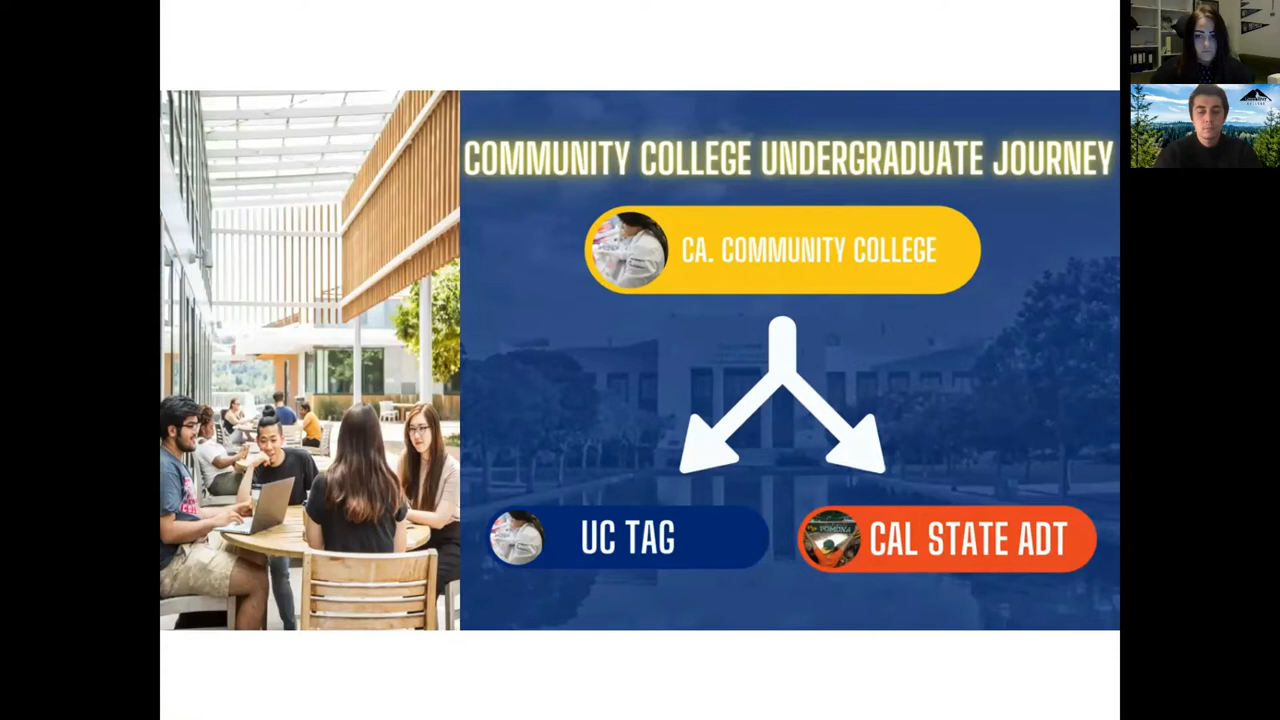 COMMUNITY COLLEGE UNDERGRADUATE JOURNEY
CA. COMMUNITY COLLEGE
UC TAG
CAL STATE ADT